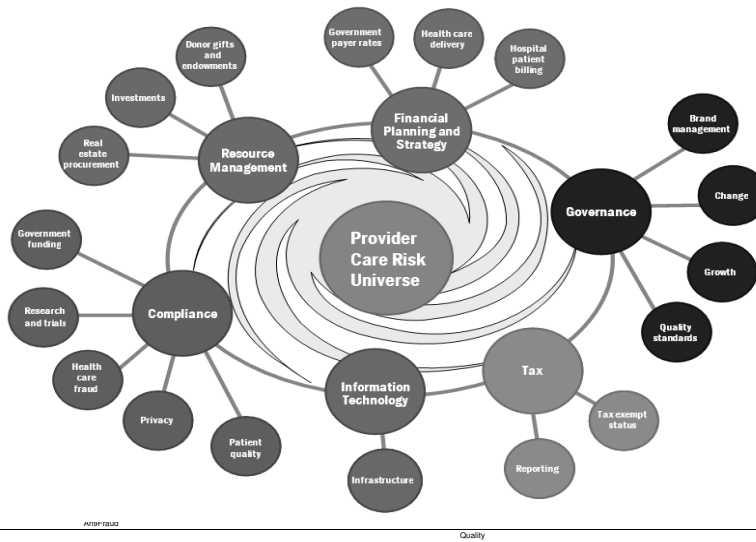 Donor gifts
and
endowments
Government
payer rates
Health care
delivery
Hospital
patient
billing
Investments
Real
estate
procurement
Resource
Management
Financial
Planning and
Strategy
Brand
management
Change
Growth
Quality
standards
Governance
Provider
Care Risk
Universe
Government
funding
Research
and trials
Health
care
fraud
Privacy
Patient
quality
Compliance
Information
Technology
Infrastructure
Tax
Tax exempt
status
Reporting
Quality